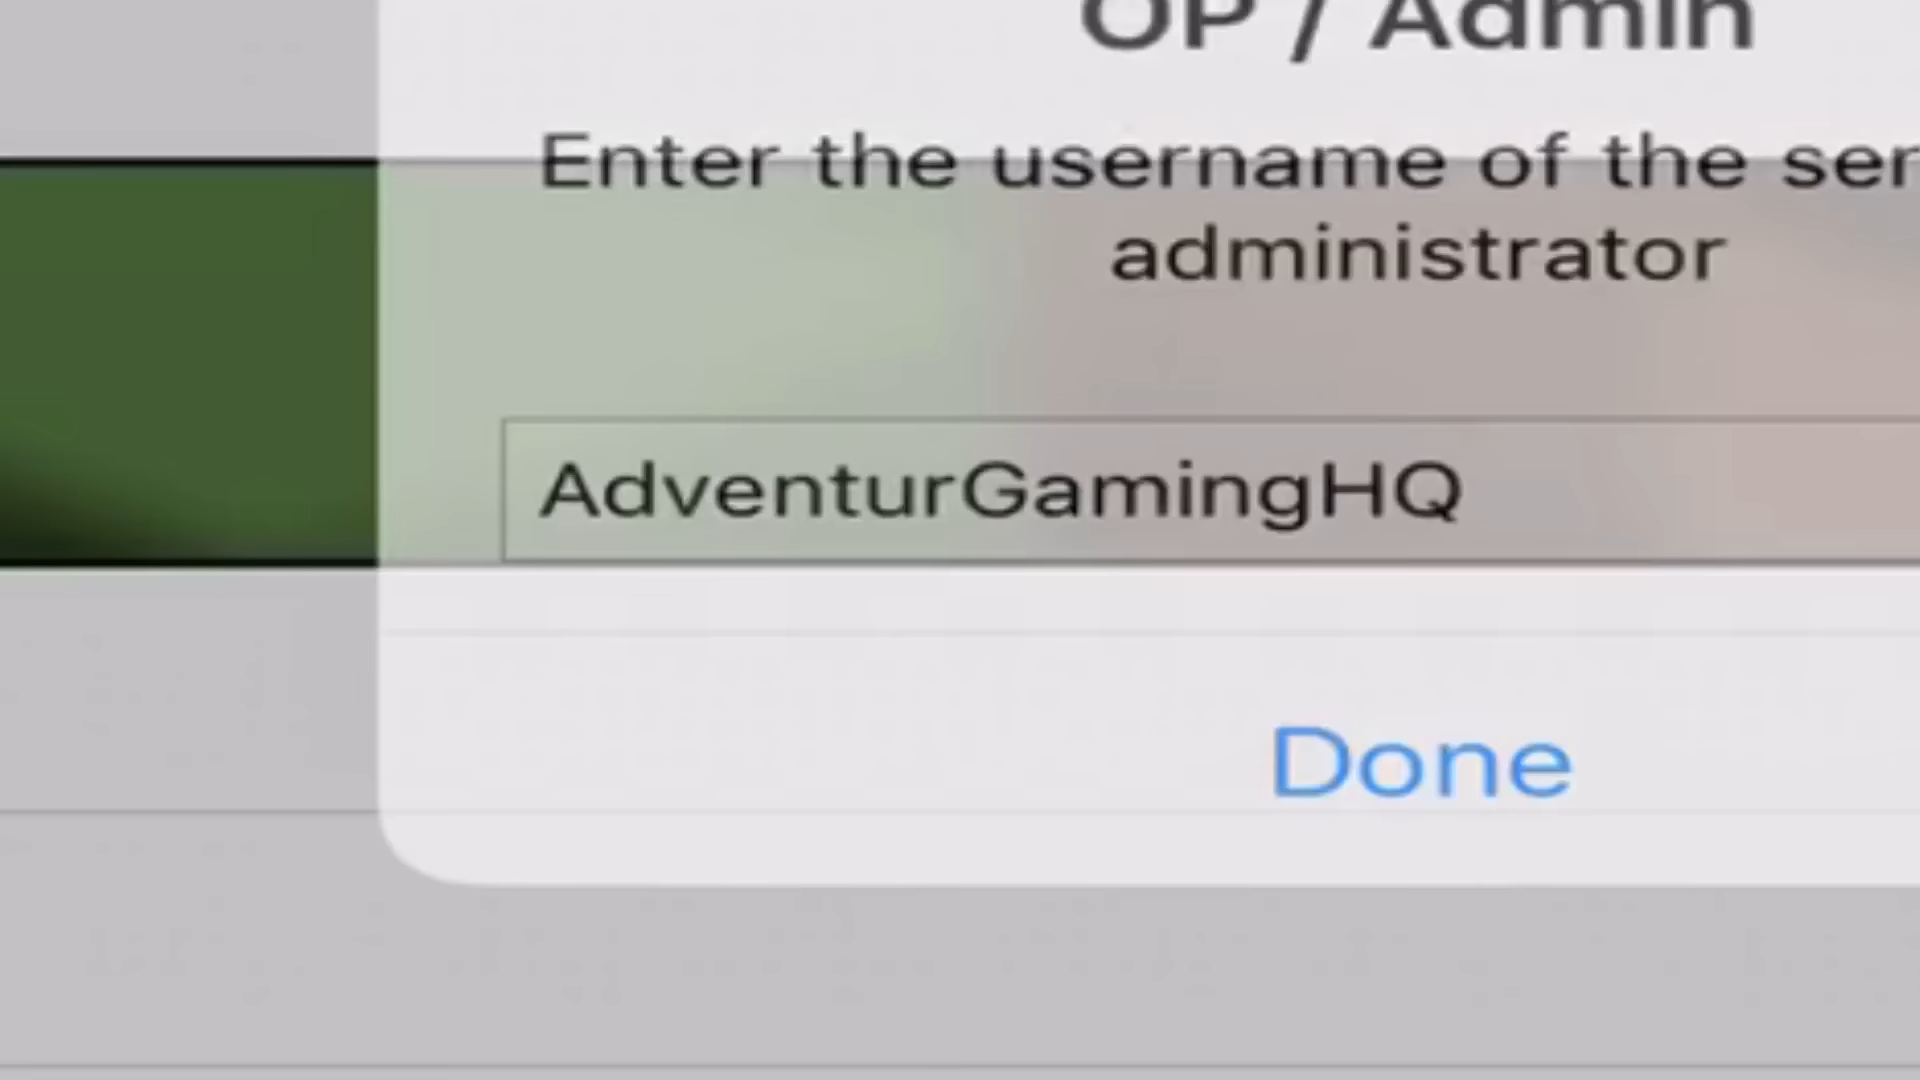 OP / Admin
Enter the username of the ser
administrator
AdventurGamingHQ
Done